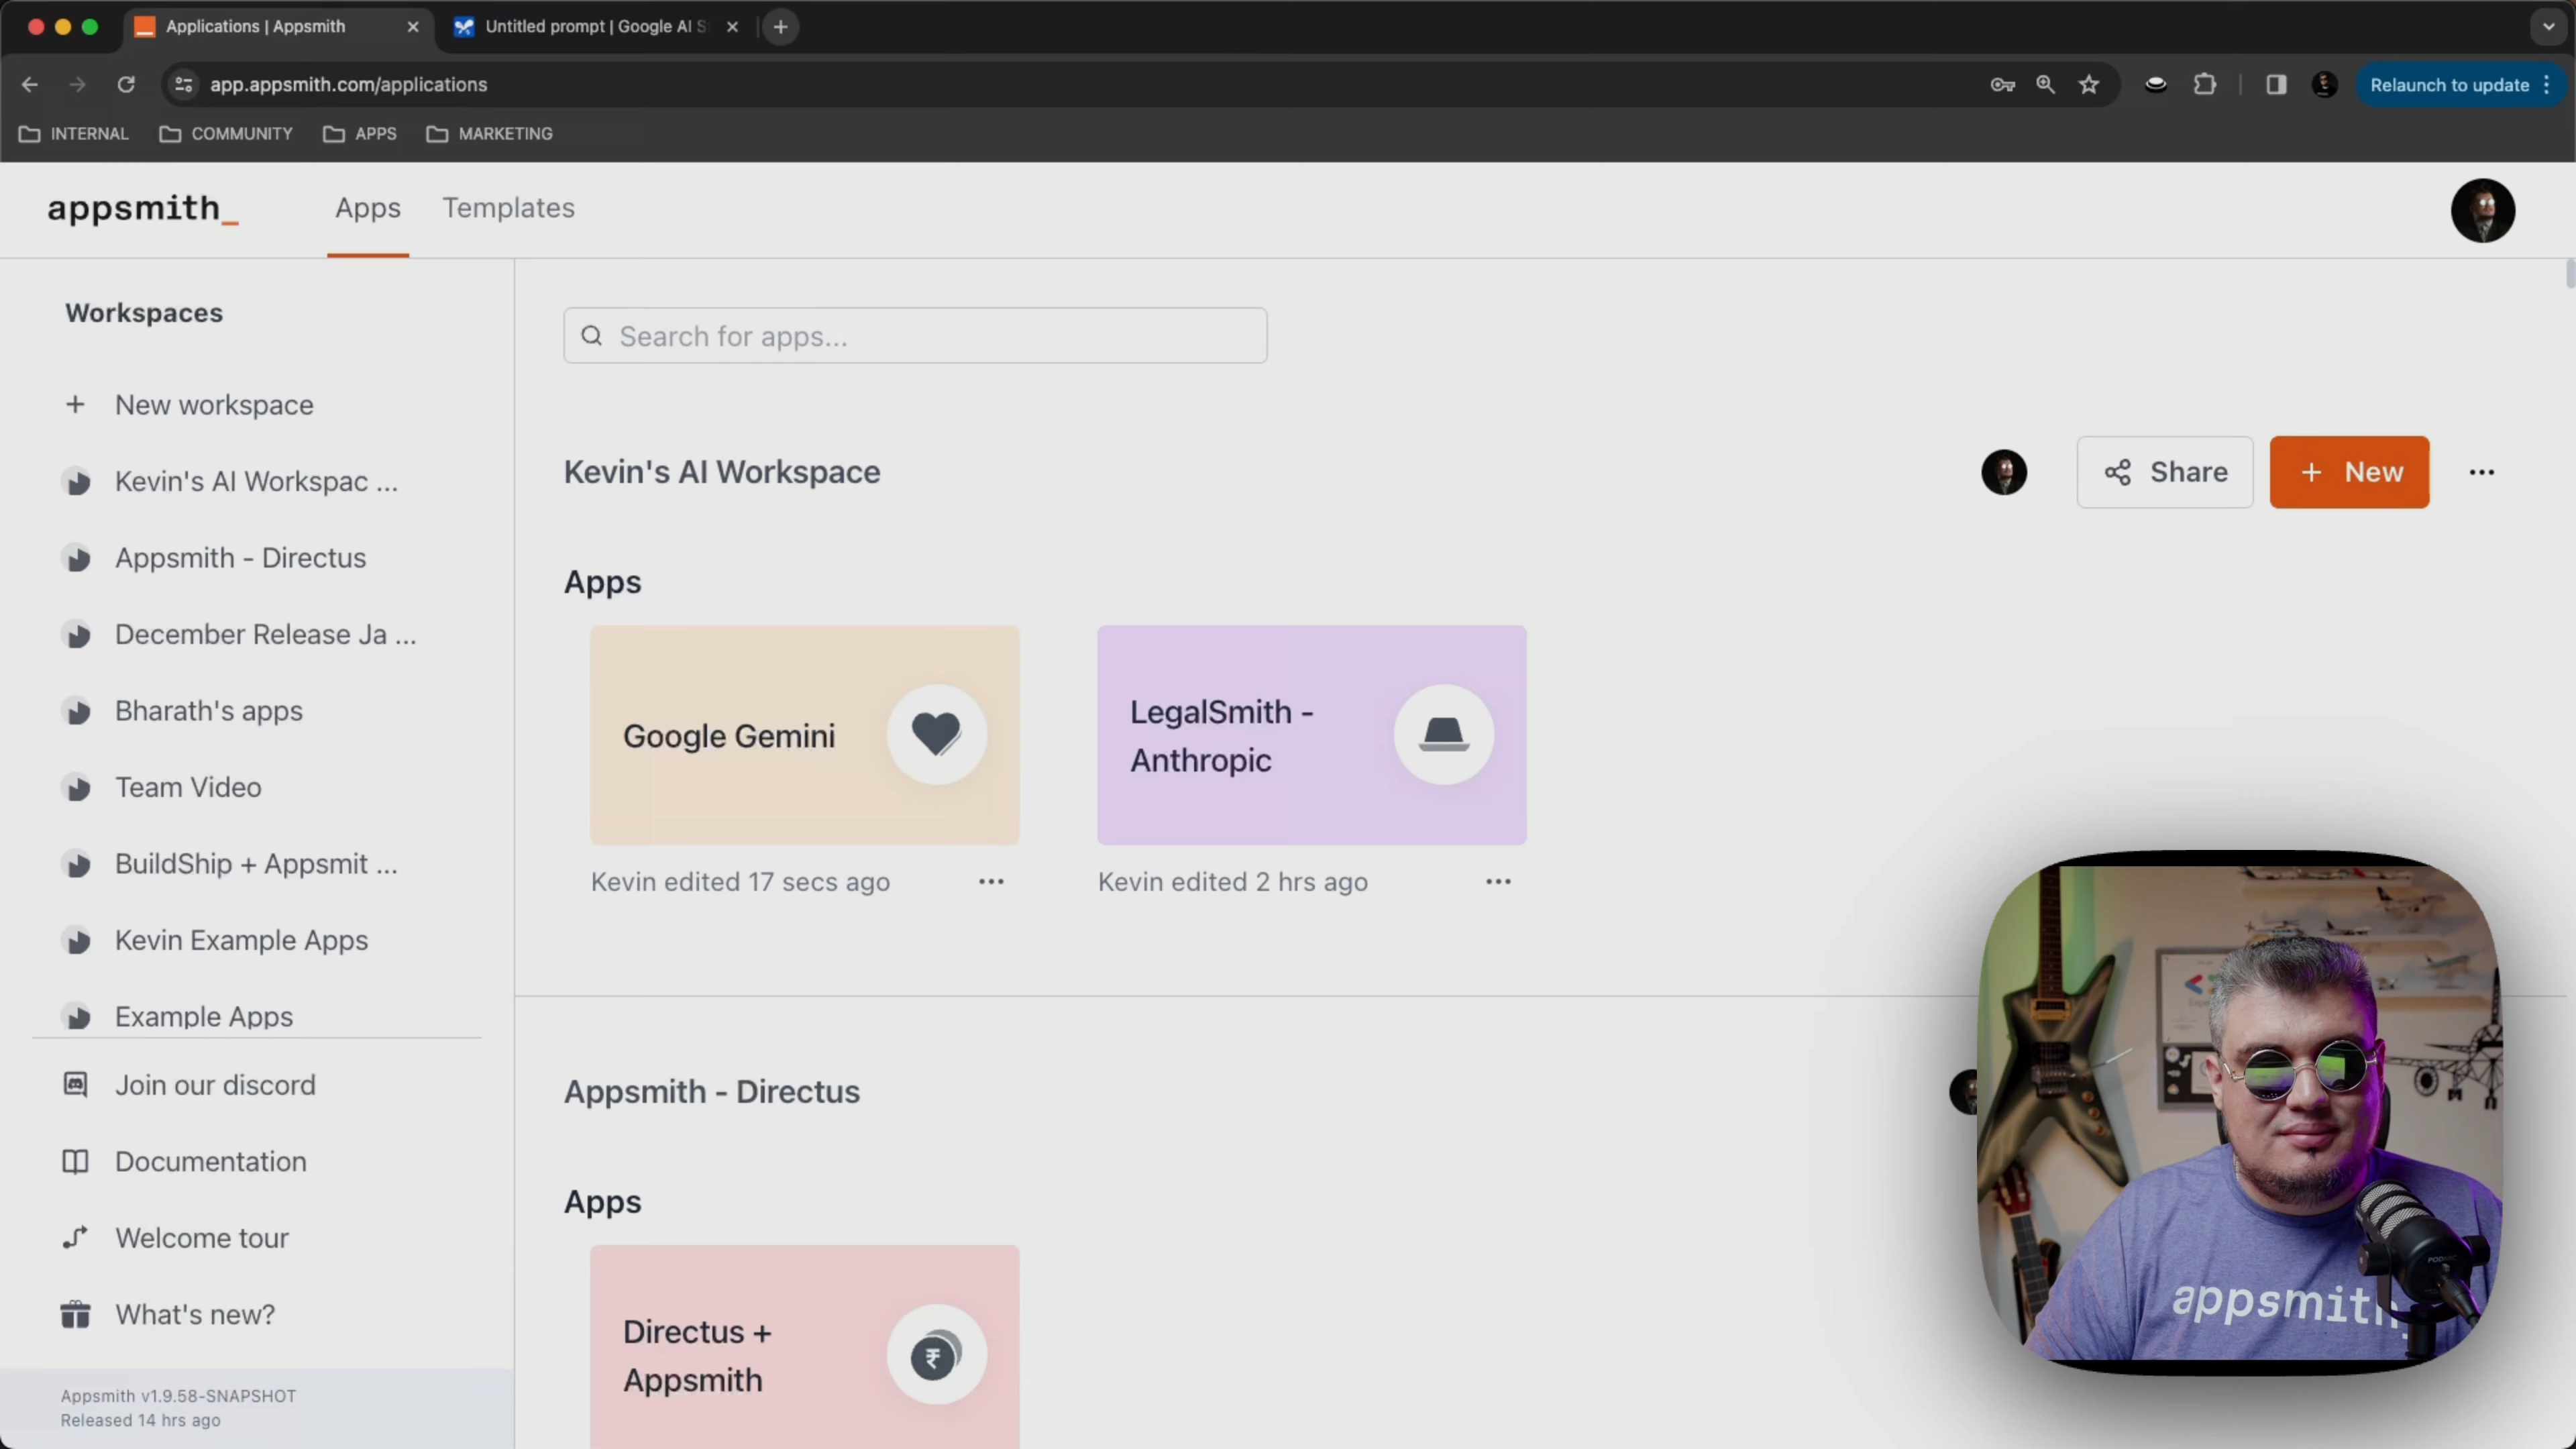 Applications | Appsmith
Untitled prompt | Google AI S
app.appsmith.com/applications
Relaunch to update
INTERNAL
COMMUNITY
APPS
MARKETING
appsmith_
Apps
Templates
Workspaces
New workspace
Kevin's AI Workspac ...
Appsmith - Directus
December Release Ja ...
Bharath's apps
Team Video
BuildShip + Appsmit ...
Kevin Example Apps
Example Apps
Join our discord
Documentation
Welcome tour
What's new?
Appsmith v1.9.58-SNAPSHOT
Released 14 hrs ago
Search for apps...
Kevin's AI Workspace
Share
New
Apps
Google Gemini
LegalSmith -
Anthropic
Kevin edited 17 secs ago
Kevin edited 2 hrs ago
Appsmith - Directus
Apps
Directus +
Appsmith
₹
appsmith